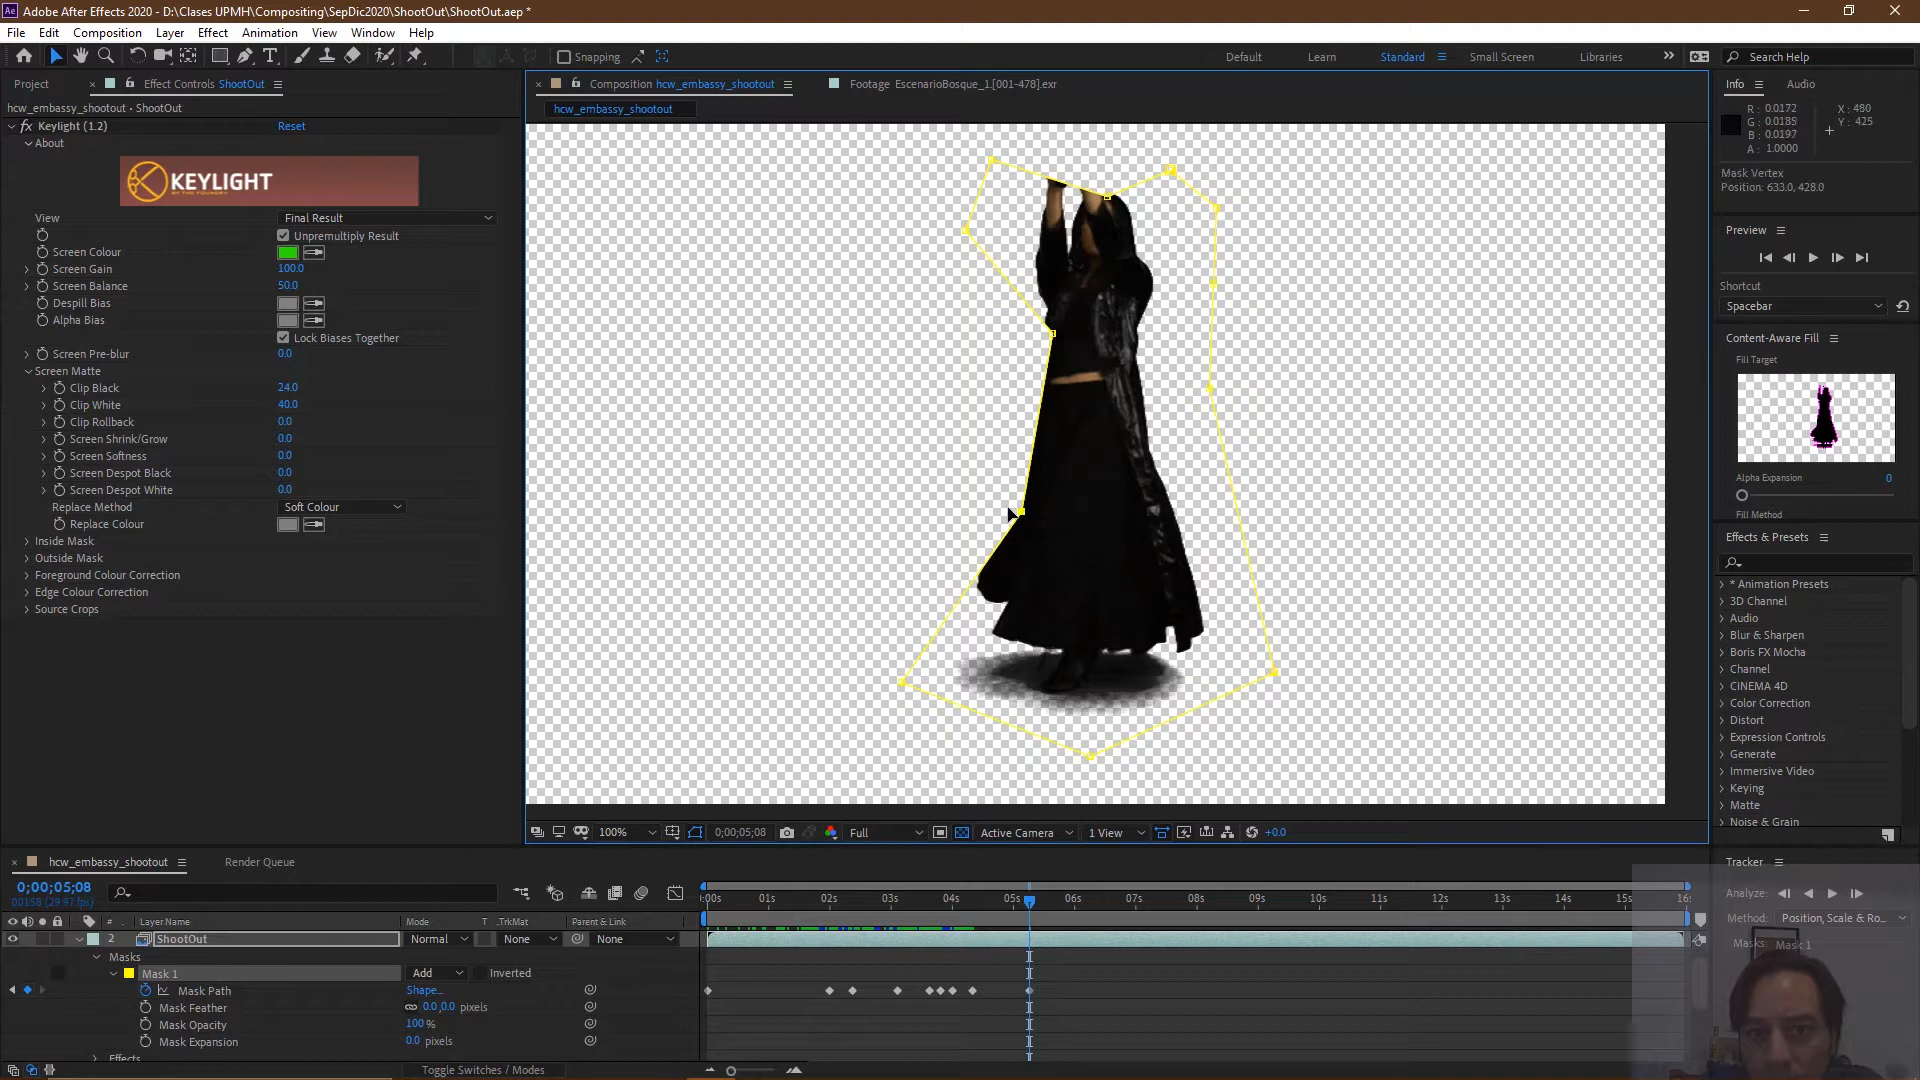 Adobe After Effects 2020 - D:\Clases UPMH\Compositing\SepDic2020\ShootOut\ShootOut.aep *
File Edit Composition Layer Effect Animation View Window Help
Snapping Default Learn Standard Small Screen Libraries Search Help
Project Effect Controls ShootOut Composition hcw_embassy_shootout Footage EscenarioBosque_1.[001-478].exr Info Audio
hcw_embassy_shootout • ShootOut hcw_embassy_shootout
R : 0.0172 X : 480
G : 0.0185 Y : 425
B : 0.0197
A : 1.0000
Mask Vertex
Position: 633.0, 428.0
fx Keylight (1.2) Reset
About
KEYLIGHT
View Final Result
Unpremultiply Result
Screen Colour
Screen Gain 100.0
Screen Balance 50.0
Despill Bias
Alpha Bias
Lock Biases Together
Screen Pre-blur 0.0
Screen Matte
Clip Black 24.0
Clip White 40.0
Clip Rollback 0.0
Screen Shrink/Grow 0.0
Screen Softness 0.0
Screen Despot Black 0.0
Screen Despot White 0.0
Replace Method Soft Colour
Replace Colour
Inside Mask
Outside Mask
Foreground Colour Correction
Edge Colour Correction
Source Crops
Preview
Shortcut
Spacebar
Content-Aware Fill
Fill Target
Alpha Expansion 0
Fill Method
Effects & Presets
* Animation Presets
3D Channel
Audio
Blur & Sharpen
Boris FX Mocha
Channel
CINEMA 4D
Color Correction
Distort
Expression Controls
Generate
Immersive Video
Keying
Matte
Noise & Grain
100% 0;00;05;08 Full Active Camera 1 View +0.0
hcw_embassy_shootout Render Queue
0;00;05;08
00158 (29.97 fps)
:00s 01s 02s 03s 04s 05s 06s 07s 08s 09s 10s 11s 12s 13s 14s 15s 16s
# Layer Name Mode T .TrkMat Parent & Link
2 ShootOut Normal None None
Masks
Mask 1 Add Inverted
Mask Path Shape...
Mask Feather 0.0,0.0 pixels
Mask Opacity 100 %
Mask Expansion 0.0 pixels
Effects
Toggle Switches / Modes
Tracker
Analyze:
Method: Position, Scale & Ro...
Masks: Mask 1